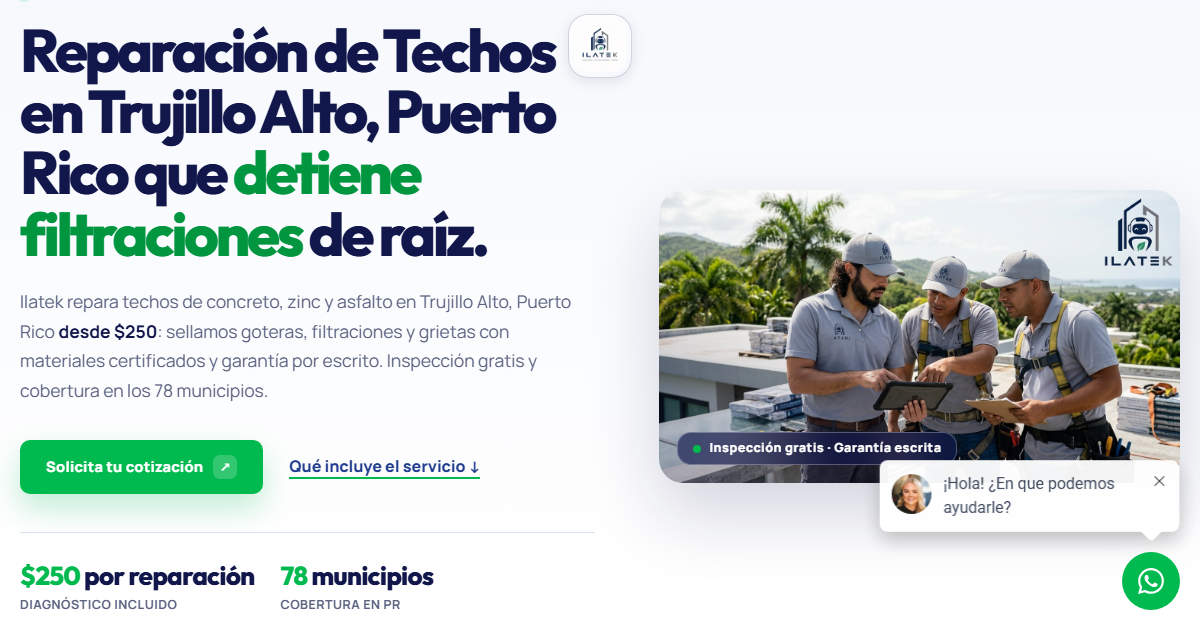 Reparación de Techos
en Trujillo Alto, Puerto
Rico que detiene
filtraciones de raíz.
ILATEK
Ilatek repara techos de concreto, zinc y asfalto en Trujillo Alto, Puerto
Rico desde $250: sellamos goteras, filtraciones y grietas con
materiales certificados y garantía por escrito. Inspección gratis y
cobertura en los 78 municipios.
Solicita tu cotización ↗
Qué incluye el servicio ↓
$250 por reparación
DIAGNÓSTICO INCLUIDO
78 municipios
COBERTURA EN PR
ILATEK
Inspección gratis · Garantía escrita
¡Hola! ¿En que podemos
ayudarle?